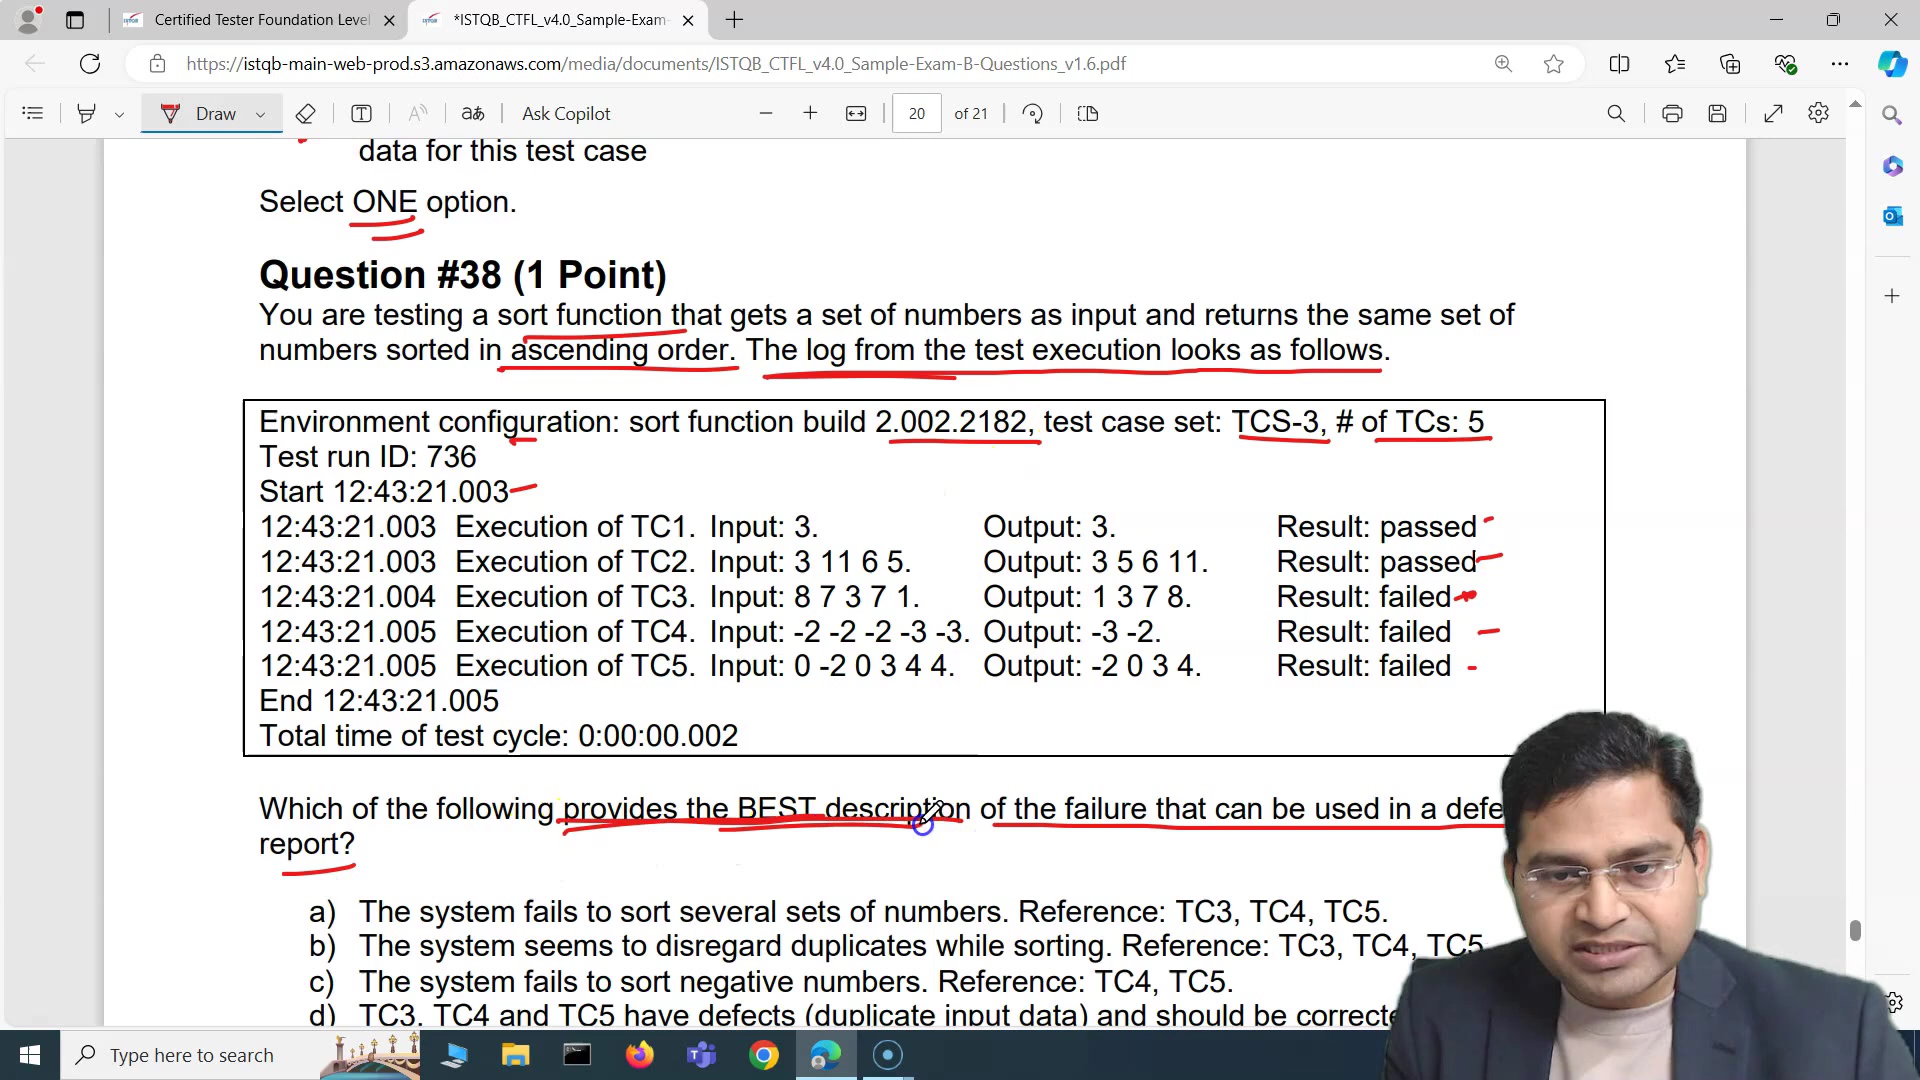 Certified Tester Foundation Level
*ISTQB_CTFL_v4.0_Sample-Exam-
https://istqb-main-web-prod.s3.amazonaws.com/media/documents/ISTQB_CTFL_v4.0_Sample-Exam-B-Questions_v1.6.pdf
Draw
aあ
Ask Copilot
20 of 21
data for this test case
Select ONE option.
Question #38 (1 Point)
You are testing a sort function that gets a set of numbers as input and returns the same set of
numbers sorted in ascending order. The log from the test execution looks as follows.
Environment configuration: sort function build 2.002.2182, test case set: TCS-3, # of TCs: 5
Test run ID: 736
Start 12:43:21.003
12:43:21.003 Execution of TC1. Input: 3. Output: 3. Result: passed
12:43:21.003 Execution of TC2. Input: 3 11 6 5. Output: 3 5 6 11. Result: passed
12:43:21.004 Execution of TC3. Input: 8 7 3 7 1. Output: 1 3 7 8. Result: failed
12:43:21.005 Execution of TC4. Input: -2 -2 -2 -3 -3. Output: -3 -2. Result: failed
12:43:21.005 Execution of TC5. Input: 0 -2 0 3 4 4. Output: -2 0 3 4. Result: failed
End 12:43:21.005
Total time of test cycle: 0:00:00.002
Which of the following provides the BEST description of the failure that can be used in a defe
report?
a) The system fails to sort several sets of numbers. Reference: TC3, TC4, TC5.
b) The system seems to disregard duplicates while sorting. Reference: TC3, TC4, TC5
c) The system fails to sort negative numbers. Reference: TC4, TC5.
d) TC3, TC4 and TC5 have defects (duplicate input data) and should be correcte
Type here to search